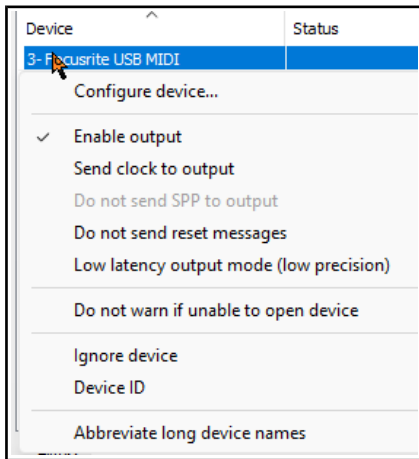 Device
Status
3- Focusrite USB MIDI
Configure device...
Enable output
Send clock to output
Do not send SPP to output
Do not send reset messages
Low latency output mode (low precision)
Do not warn if unable to open device
Ignore device
Device ID
Abbreviate long device names